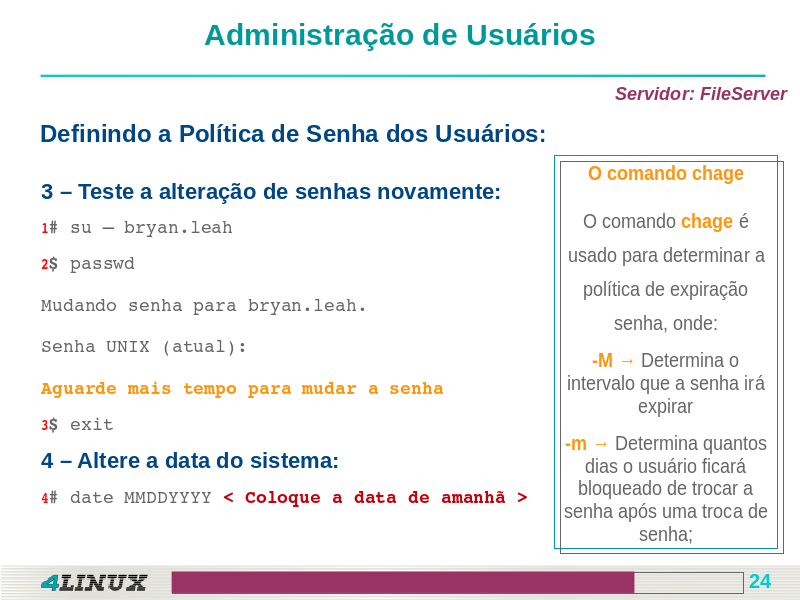 Administração de Usuários
Servidor: FileServer
Definindo a Política de Senha dos Usuários:
3 – Teste a alteração de senhas novamente:
1# su – bryan.leah
2$ passwd
Mudando senha para bryan.leah.
Senha UNIX (atual):
Aguarde mais tempo para mudar a senha
3$ exit
4 – Altere a data do sistema:
4# date MMDDYYYY < Coloque a data de amanhã >
O comando chage
O comando chage é
usado para determinar a
política de expiração
senha, onde:
-M → Determina o
intervalo que a senha irá
expirar
-m → Determina quantos
dias o usuário ficará
bloqueado de trocar a
senha após uma troca de
senha;
4LINUX
24